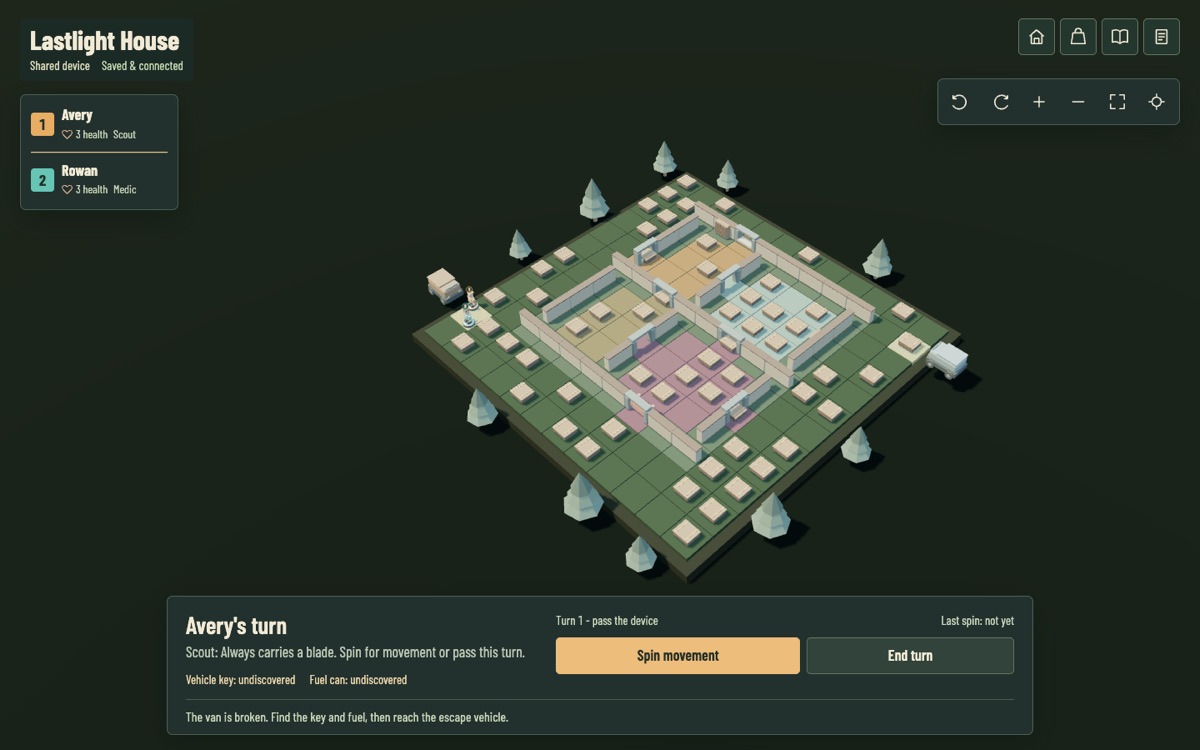 Lastlight House
Shared device Saved & connected
1 Avery
3 health Scout
2 Rowan
3 health Medic
Avery's turn
Scout: Always carries a blade. Spin for movement or pass this turn.
Vehicle key: undiscovered Fuel can: undiscovered
Turn 1 - pass the device Last spin: not yet
Spin movement End turn
The van is broken. Find the key and fuel, then reach the escape vehicle.